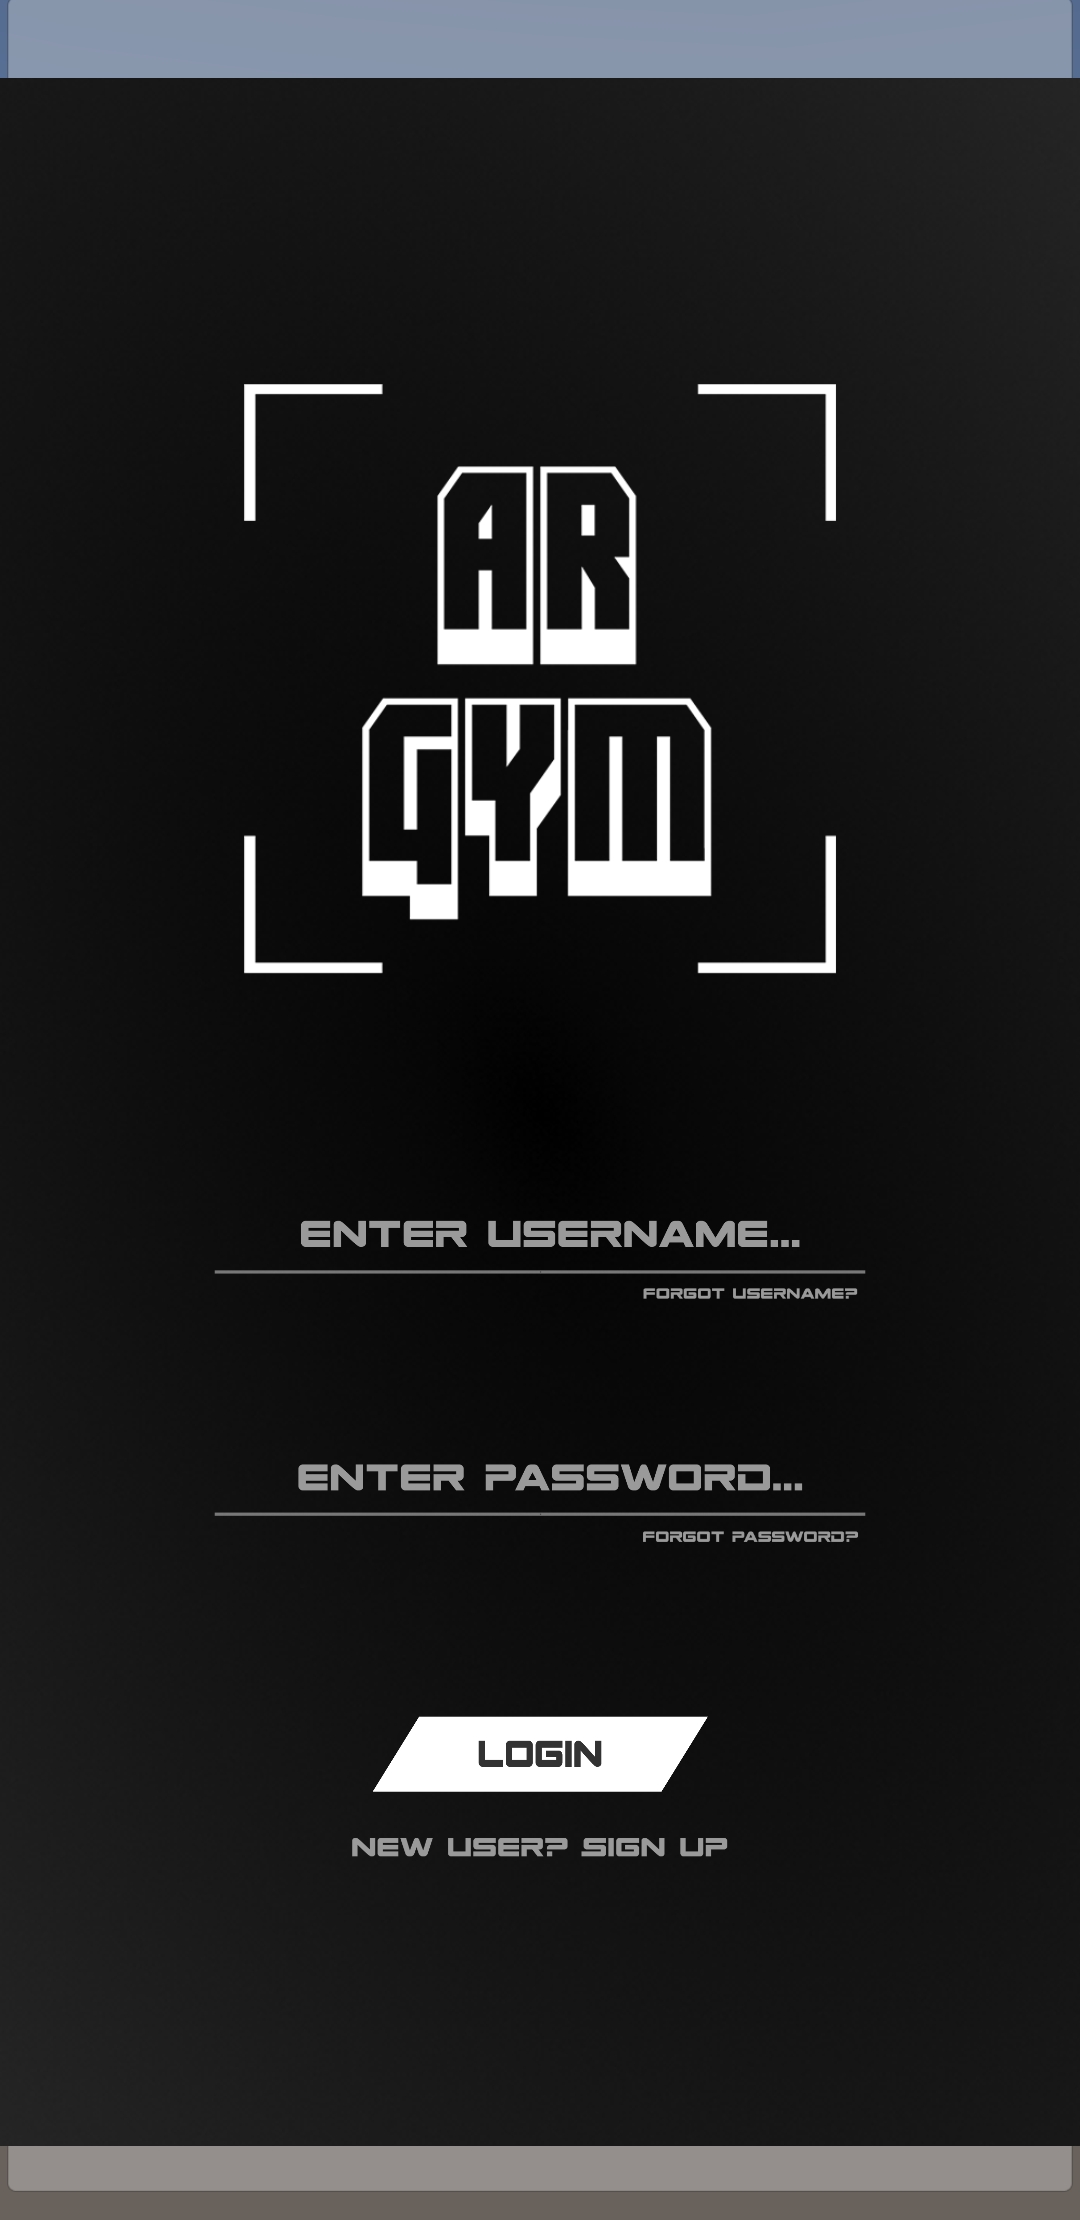 AR
GYM
ENTER USERNAME...
FORGOT USERNAME?
ENTER PASSWORD...
FORGOT PASSWORD?
LOGIN
NEW USER? SIGN UP